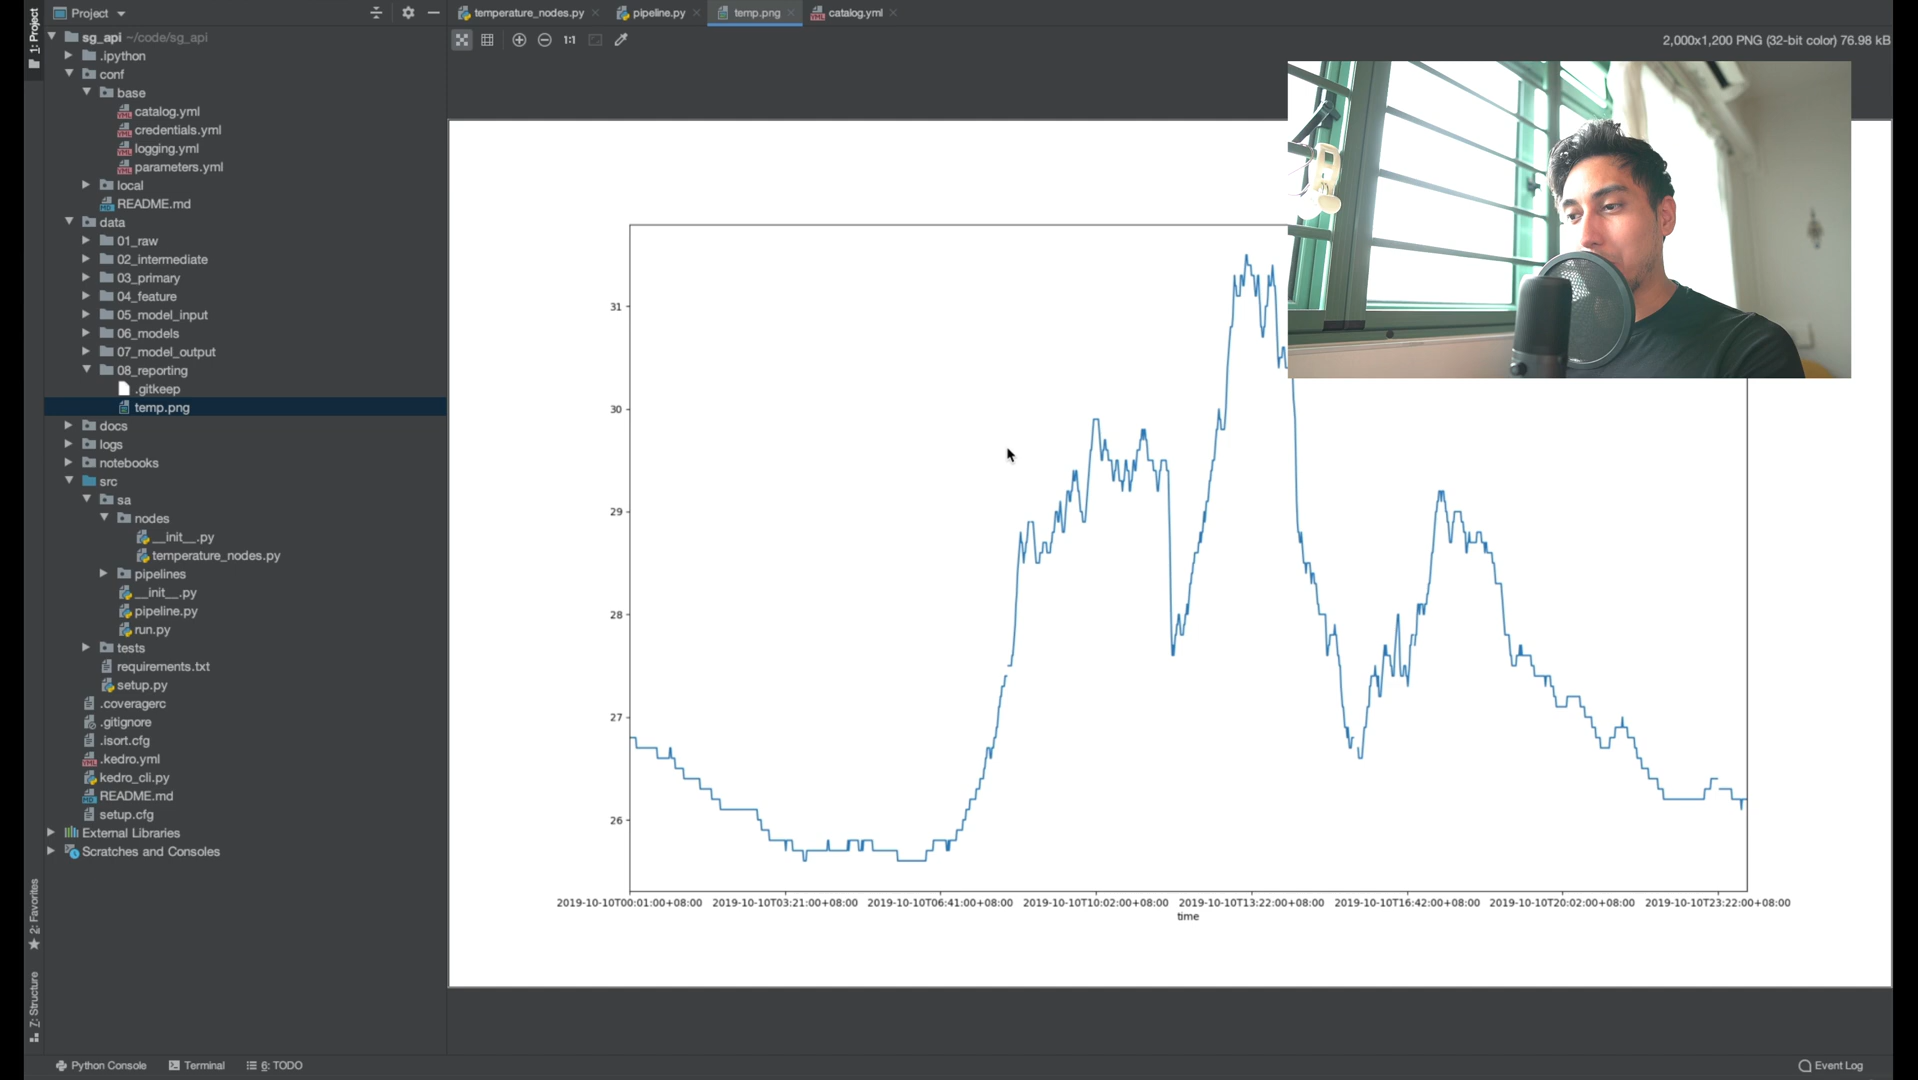 Project
temperature_nodes.py
pipeline.py
temp.png
catalog.yml
1: Project
1:1
2,000x1,200 PNG (32-bit color) 76.98 kB
sg_api ~/code/sg_api
.ipython
conf
base
catalog.yml
credentials.yml
logging.yml
parameters.yml
local
README.md
data
01_raw
02_intermediate
03_primary
04_feature
05_model_input
06_models
07_model_output
08_reporting
.gitkeep
temp.png
docs
logs
notebooks
src
sa
nodes
__init__.py
temperature_nodes.py
pipelines
__init__.py
pipeline.py
run.py
tests
requirements.txt
setup.py
.coveragerc
.gitignore
.isort.cfg
.kedro.yml
kedro_cli.py
README.md
setup.cfg
External Libraries
Scratches and Consoles
31
30
29
28
27
26
2019-10-10T00:01:00+08:00 2019-10-10T03:21:00+08:00 2019-10-10T06:41:00+08:00 2019-10-10T10:02:00+08:00 2019-10-10T13:22:00+08:00 2019-10-10T16:42:00+08:00 2019-10-10T20:02:00+08:00 2019-10-10T23:22:00+08:00
time
2: Favorites
7: Structure
Python Console
Terminal
6: TODO
Event Log